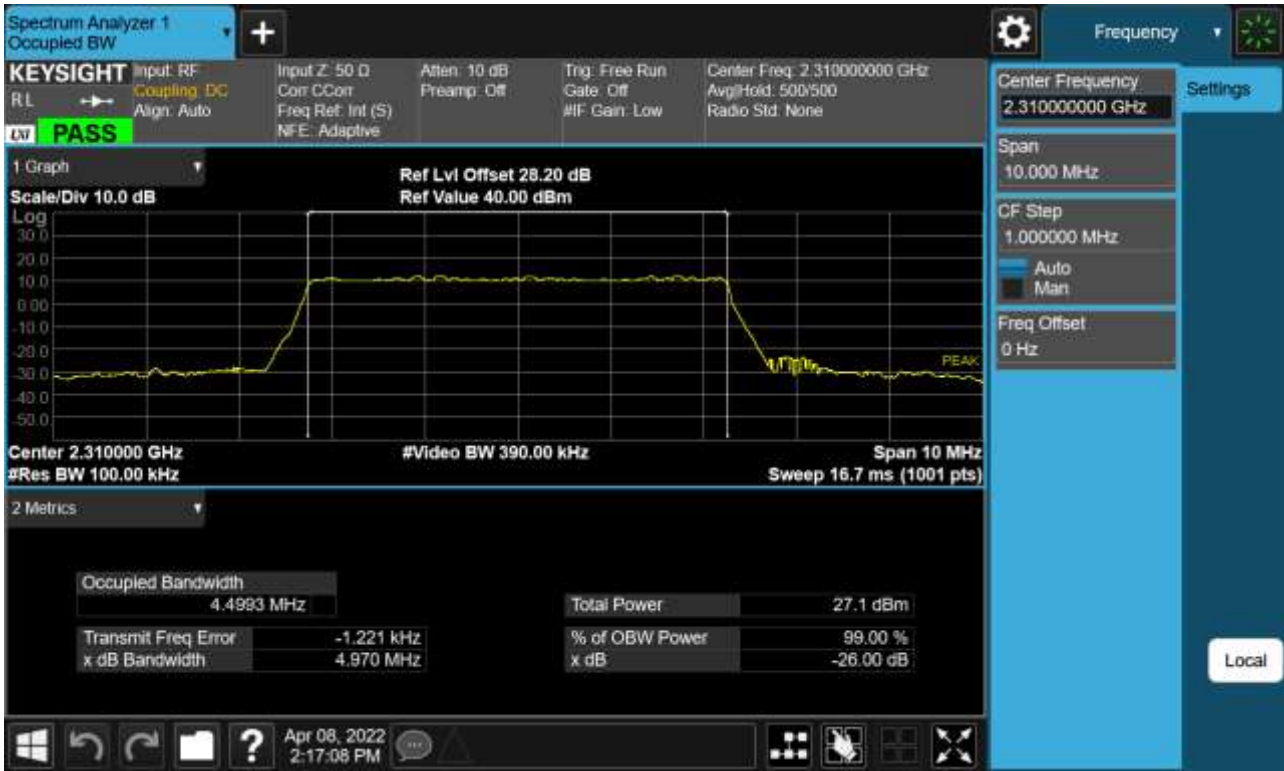 Spectrum Analyzer 1
Occupied BW
+
Frequency
KEYSIGHT
RL
LXI
PASS
Input: RF
Coupling: DC
Align: Auto
Input Z: 50 Ω
Corr CCorr
Freq Ref: Int (S)
NFE: Adaptive
Atten: 10 dB
Preamp: Off
Trig: Free Run
Gate: Off
#IF Gain: Low
Center Freq: 2.310000000 GHz
Avg|Hold: 500/500
Radio Std: None
Center Frequency
2.310000000 GHz
Settings
Span
10.000 MHz
CF Step
1.000000 MHz
Auto
Man
Freq Offset
0 Hz
1 Graph
Scale/Div 10.0 dB
Ref Lvl Offset 28.20 dB
Ref Value 40.00 dBm
Log
30.0
20.0
10.0
0.00
-10.0
-20.0
-30.0
-40.0
-50.0
PEAK
Center 2.310000 GHz
#Video BW 390.00 kHz
Span 10 MHz
#Res BW 100.00 kHz
Sweep 16.7 ms (1001 pts)
2 Metrics
Occupied Bandwidth
4.4993 MHz
Total Power 27.1 dBm
Transmit Freq Error -1.221 kHz
% of OBW Power 99.00 %
x dB Bandwidth 4.970 MHz
x dB -26.00 dB
Local
?
Apr 08, 2022
2:17:08 PM